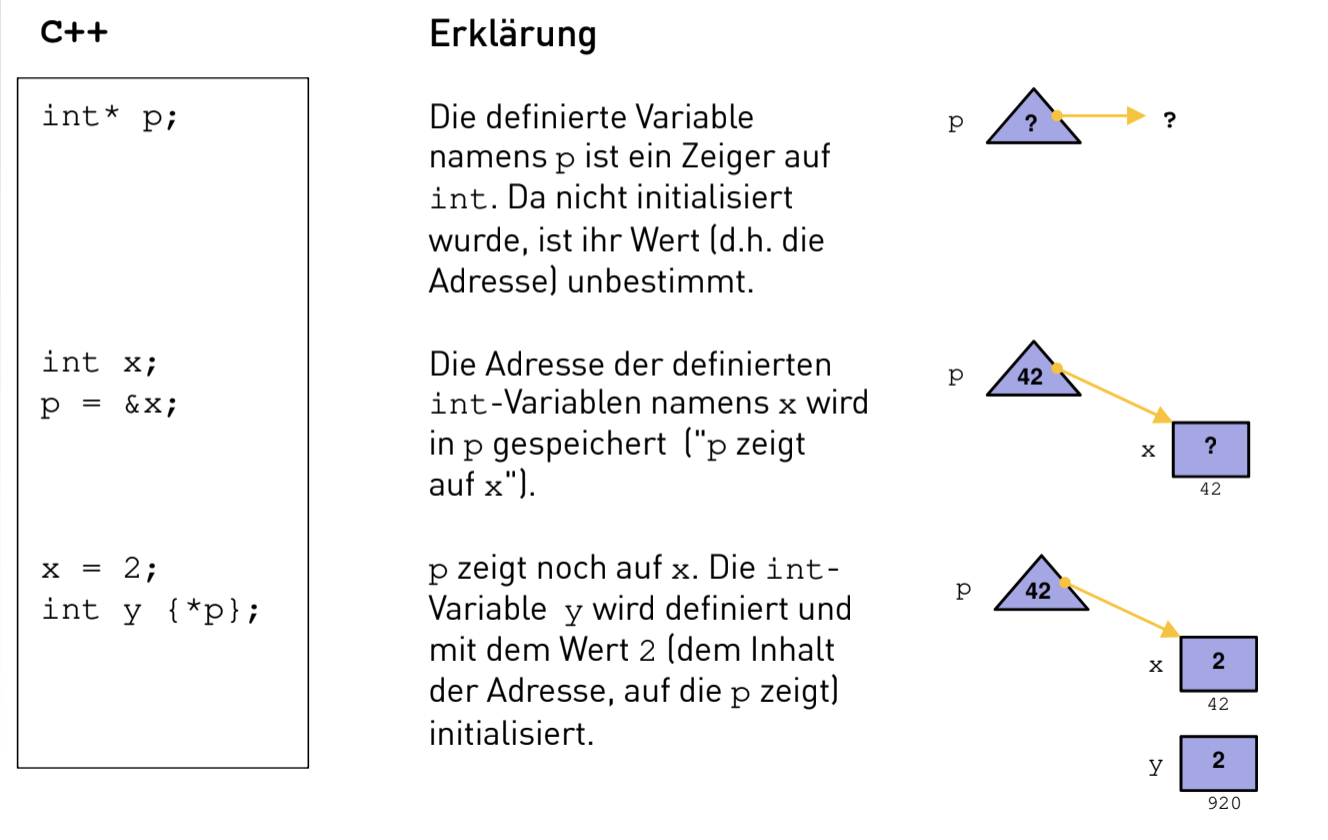 C++
Erklärung
int* p;
Die definierte Variable
namens p ist ein Zeiger auf
int. Da nicht initialisiert
wurde, ist ihr Wert (d.h. die
Adresse) unbestimmt.
p
?
?
int x;
p = &x;
Die Adresse der definierten
int-Variablen namens x wird
in p gespeichert ("p zeigt
auf x").
p
42
x
?
42
x = 2;
int y {*p};
p zeigt noch auf x. Die int-
Variable y wird definiert und
mit dem Wert 2 (dem Inhalt
der Adresse, auf die p zeigt)
initialisiert.
p
42
x
2
42
y
2
920